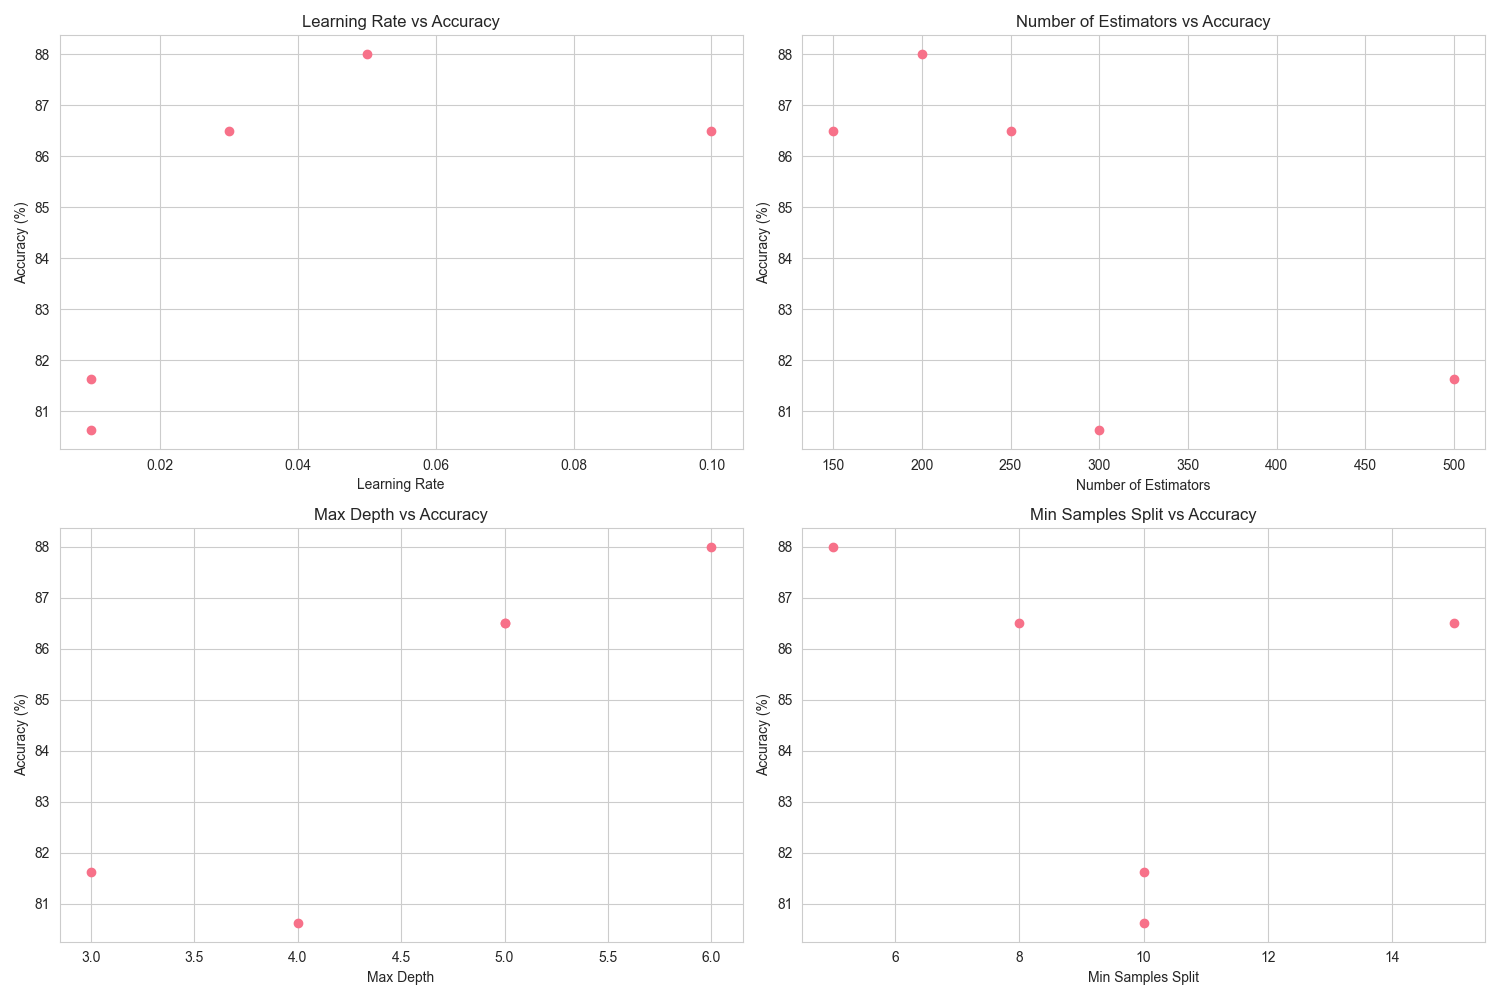 Learning Rate vs Accuracy
88
87
86
85
84
83
82
81
Accuracy (%)
0.02 0.04 0.06 0.08 0.10
Learning Rate
Number of Estimators vs Accuracy
88
87
86
85
84
83
82
81
Accuracy (%)
150 200 250 300 350 400 450 500
Number of Estimators
Max Depth vs Accuracy
88
87
86
85
84
83
82
81
Accuracy (%)
3.0 3.5 4.0 4.5 5.0 5.5 6.0
Max Depth
Min Samples Split vs Accuracy
88
87
86
85
84
83
82
81
Accuracy (%)
6 8 10 12 14
Min Samples Split